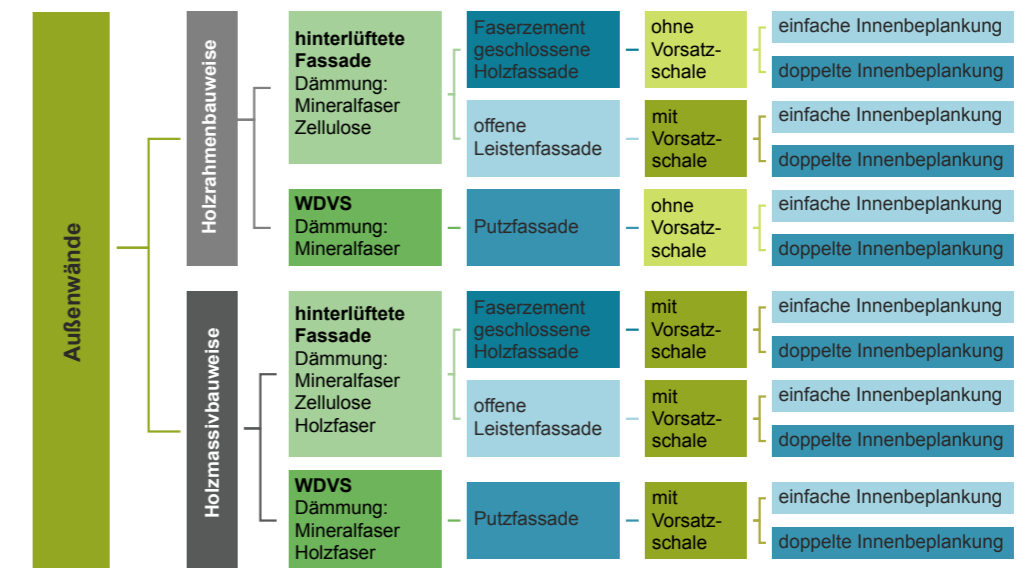 Außenwände
Holzrahmenbauweise
hinterlüftete
Fassade
Dämmung:
Mineralfaser
Zellulose
Faserzement
geschlossene
Holzfassade
ohne
Vorsatz-
schale
einfache Innenbeplankung
doppelte Innenbeplankung
offene
Leistenfassade
mit
Vorsatz-
schale
einfache Innenbeplankung
doppelte Innenbeplankung
WDVS
Dämmung:
Mineralfaser
Putzfassade
ohne
Vorsatz-
schale
einfache Innenbeplankung
doppelte Innenbeplankung
Holzmassivbauweise
hinterlüftete
Fassade
Dämmung:
Mineralfaser
Zellulose
Holzfaser
Faserzement
geschlossene
Holzfassade
mit
Vorsatz-
schale
einfache Innenbeplankung
doppelte Innenbeplankung
offene
Leistenfassade
mit
Vorsatz-
schale
einfache Innenbeplankung
doppelte Innenbeplankung
WDVS
Dämmung:
Mineralfaser
Holzfaser
Putzfassade
mit
Vorsatz-
schale
einfache Innenbeplankung
doppelte Innenbeplankung